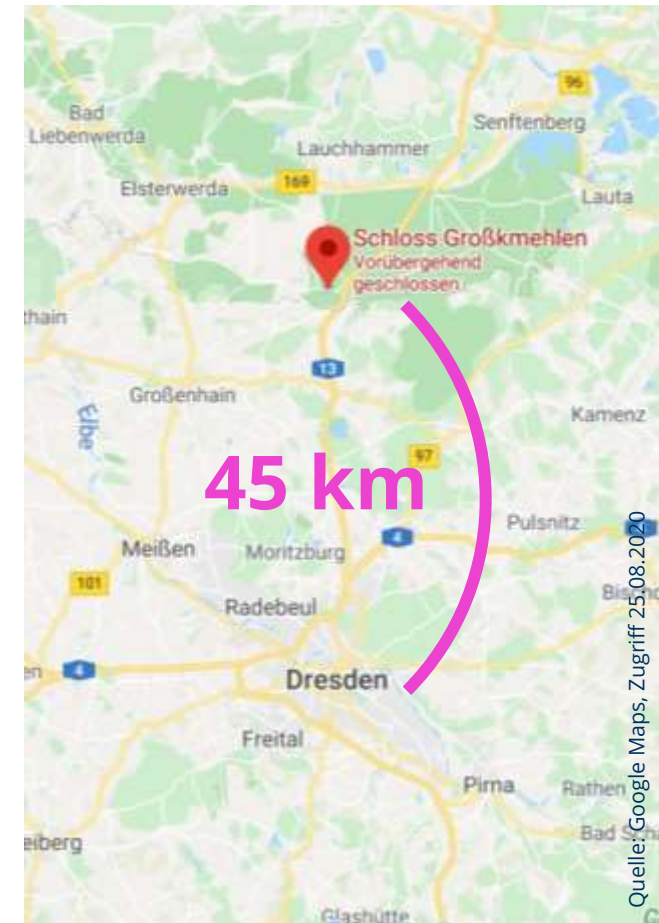 96
Bad
Liebenwerda
Senftenberg
Lauchhammer
Elsterwerda
169
Lauta
Schloss Großkmehlen
Vorübergehend
geschlossen
thain
13
Großenhain
Elbe
Kamenz
97
45 km
Pulsnitz
4
Meißen
Moritzburg
101
Radebeul
4
Dresden
Freital
Pirna
Rathen
eiberg
Glashütte
Quelle: Google Maps, Zugriff 25.08.2020